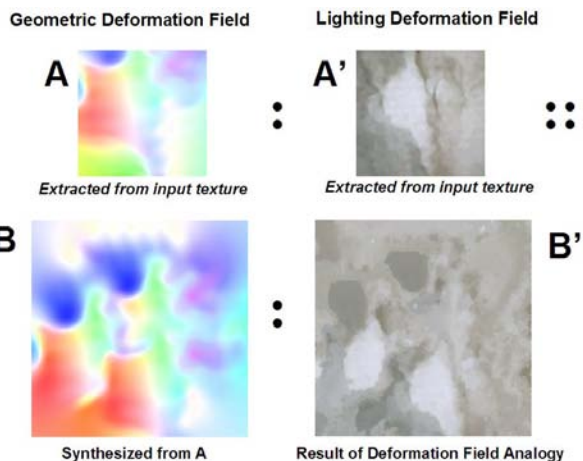 Geometric Deformation Field
Lighting Deformation Field
A
A'
:
::
Extracted from input texture
Extracted from input texture
B
B'
:
Synthesized from A
Result of Deformation Field Analogy